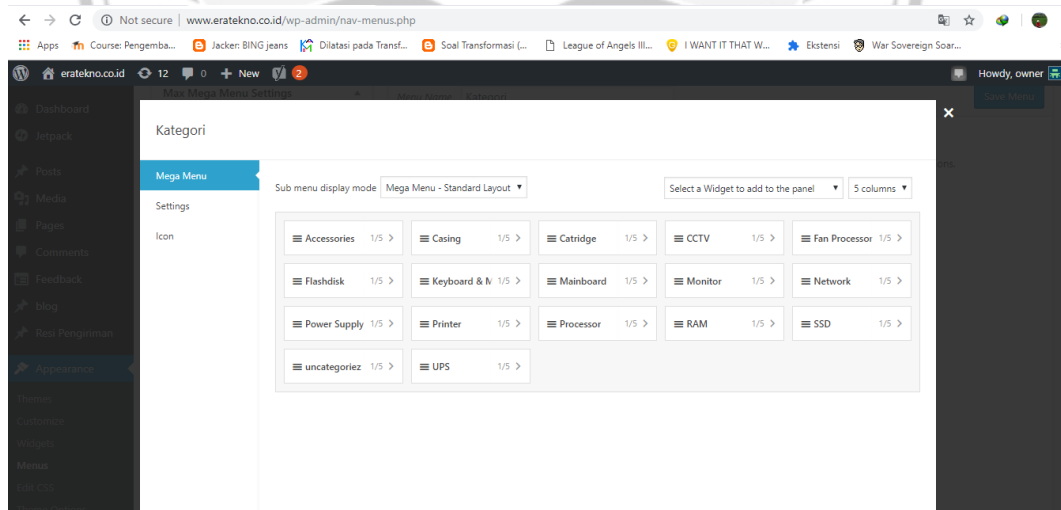 Not secure | www.eratekno.co.id/wp-admin/nav-menus.php
Apps Course: Pengemba... Jacker: BING jeans Dilatasi pada Transf... Soal Transformasi (... League of Angels III... I WANT IT THAT W... Ekstensi War Sovereign Soar...
eratekno.co.id 12 0 + New 2 Howdy, owner
Max Mega Menu Settings Menu Name Kategori Save Menu
Dashboard
Jetpack
Posts
Media
Pages
Comments
Feedback
blog
Resi Pengiriman
Appearance
Themes
Customize
Widgets
Menus
Edit CSS
Kategori
Mega Menu
Settings
Icon
Sub menu display mode Mega Menu - Standard Layout Select a Widget to add to the panel 5 columns
Accessories 1/5 > Casing 1/5 > Catridge 1/5 > CCTV 1/5 > Fan Processor 1/5 >
Flashdisk 1/5 > Keyboard & M 1/5 > Mainboard 1/5 > Monitor 1/5 > Network 1/5 >
Power Supply 1/5 > Printer 1/5 > Processor 1/5 > RAM 1/5 > SSD 1/5 >
uncategoriez 1/5 > UPS 1/5 >